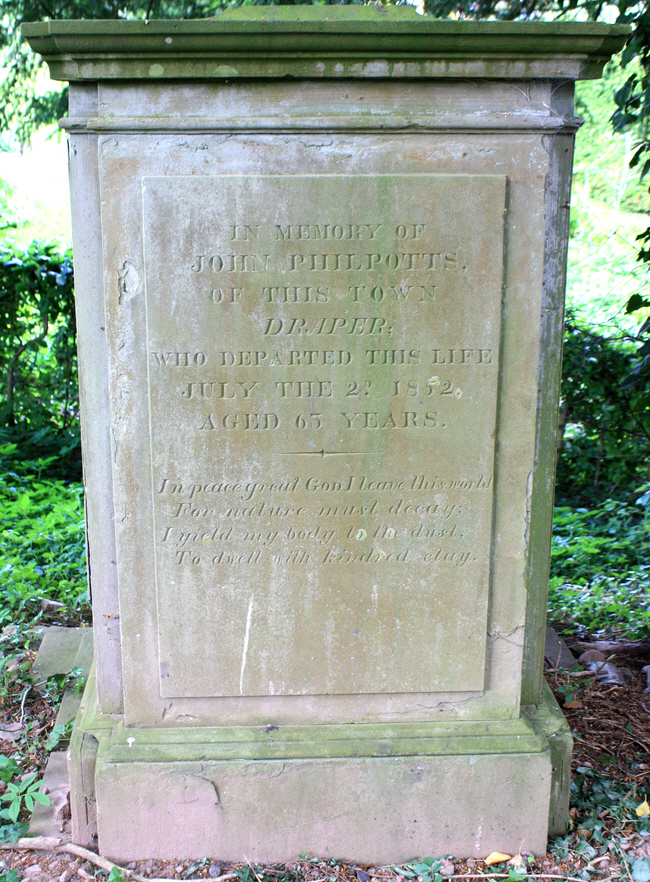 IN MEMORY OF
JOHN PHILPOTTS,
OF THIS TOWN
DRAPER;
WHO DEPARTED THIS LIFE
JULY THE 2D. 1852,
AGED 63 YEARS.
In peace great GOD I leave this world
For nature must decay;
I yield my body to the dust,
To dwell with kindred clay.